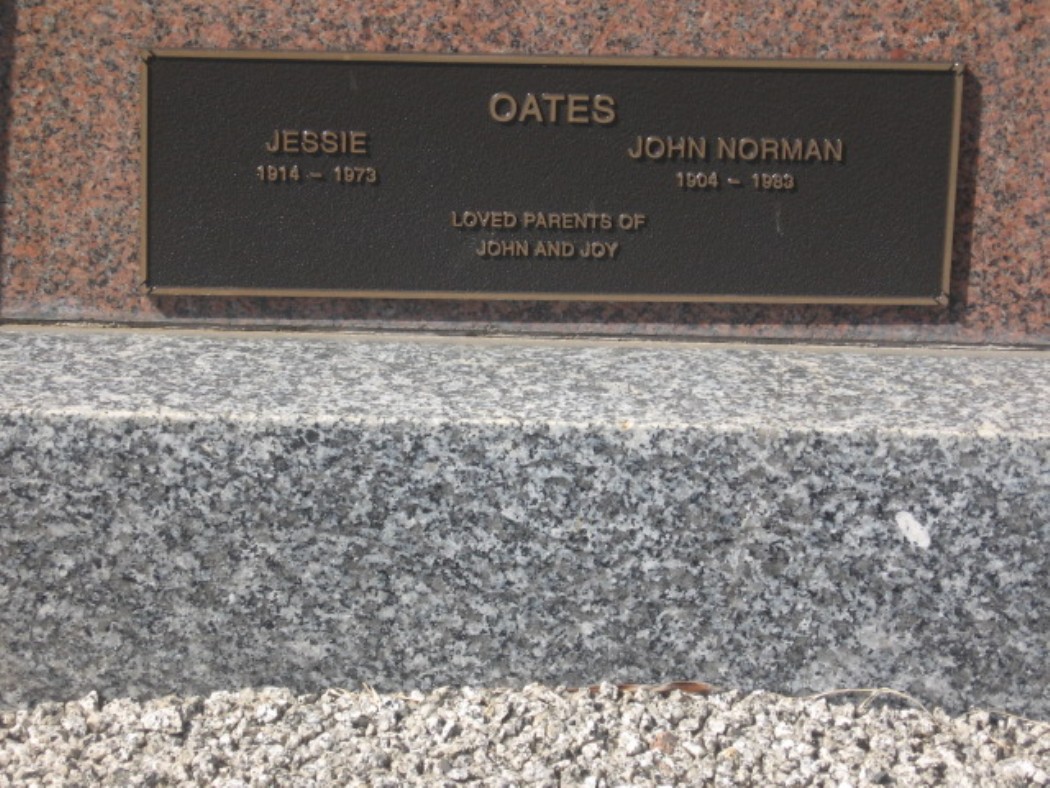 OATES
JESSIE
JOHN NORMAN
1914 – 1973
1904 – 1983
LOVED PARENTS OF
JOHN AND JOY